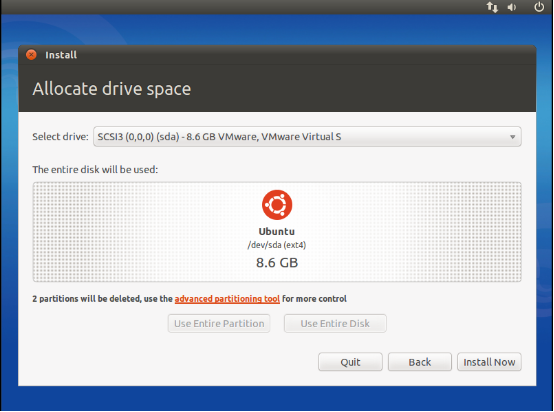 Install
Allocate drive space
Select drive: SCSI3 (0,0,0) (sda) - 8.6 GB VMware, VMware Virtual S
The entire disk will be used:
Ubuntu
/dev/sda (ext4)
8.6 GB
2 partitions will be deleted, use the advanced partitioning tool for more control
Use Entire Partition Use Entire Disk
Quit Back Install Now